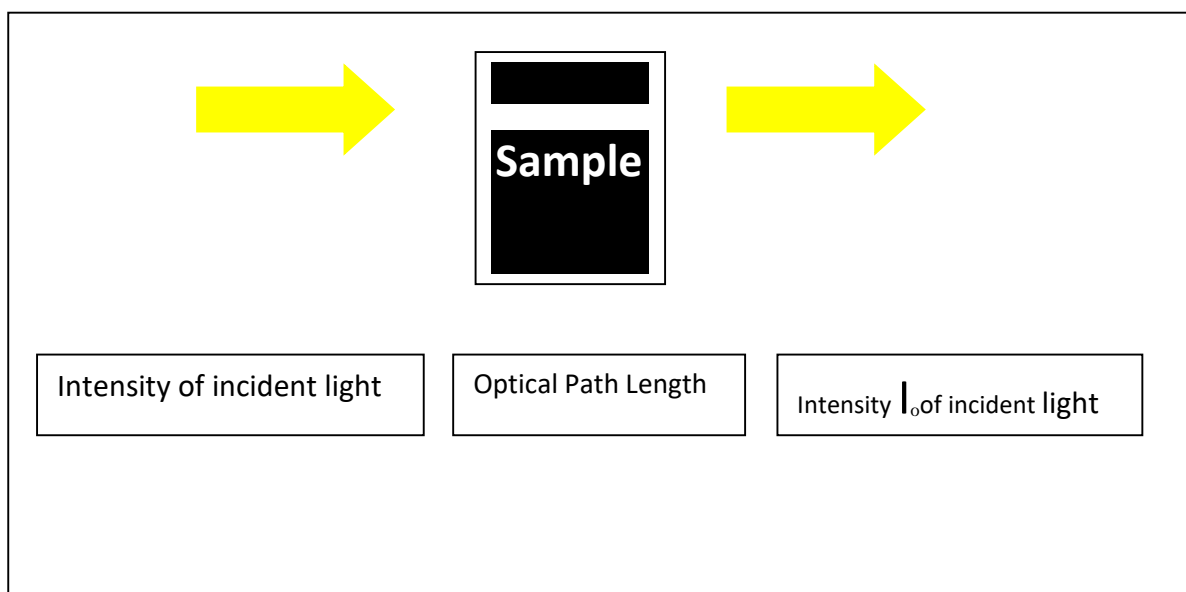 Sample
Intensity of incident light
Optical Path Length
Intensity Iₒof incident light